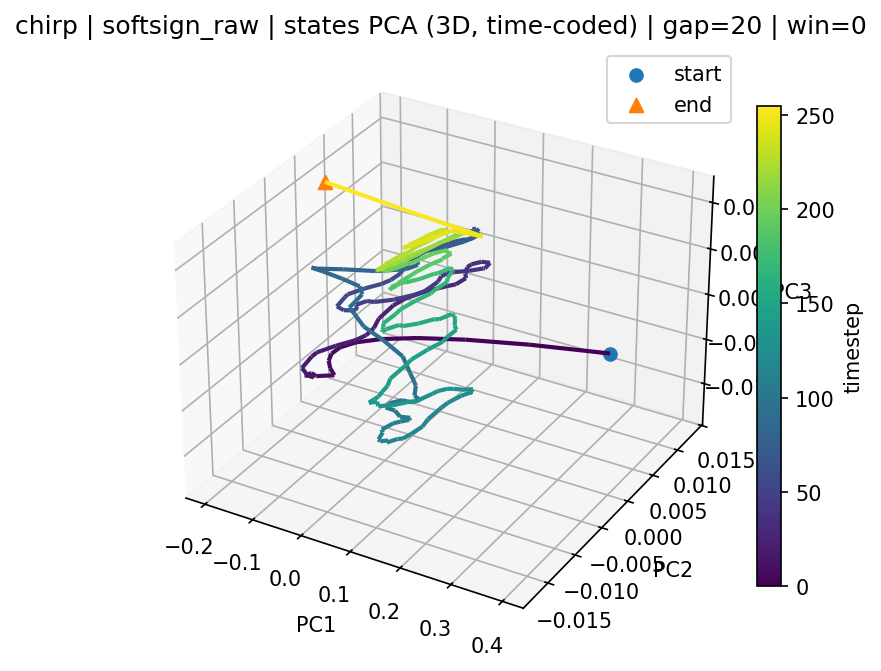 chirp | softsign_raw | states PCA (3D, time-coded) | gap=20 | win=0
start
end
250
200
150
100
50
0
timestep
PC3
0.015
0.010
0.005
0.000
−0.005
−0.010
−0.015
PC2
−0.2
−0.1
0.0
0.1
0.2
0.3
0.4
PC1